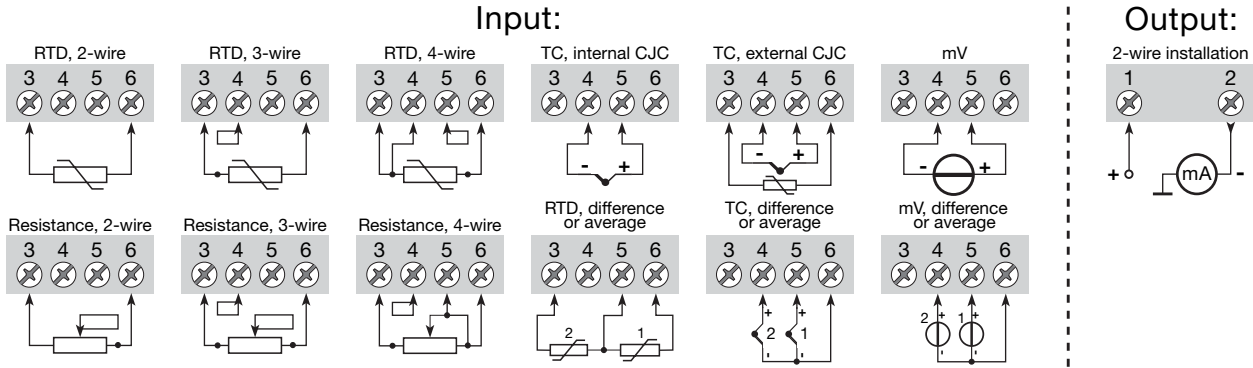 Input:
Output:
RTD, 2-wire
RTD, 3-wire
RTD, 4-wire
TC, internal CJC
TC, external CJC
mV
2-wire installation
3 4 5 6
3 4 5 6
3 4 5 6
3 4 5 6
3 4 5 6
3 4 5 6
1 2
- +
- +
- +
+ mA -
Resistance, 2-wire
Resistance, 3-wire
Resistance, 4-wire
RTD, difference
or average
TC, difference
or average
mV, difference
or average
3 4 5 6
3 4 5 6
3 4 5 6
3 4 5 6
3 4 5 6
3 4 5 6
2 1
+ +
2 1
- -
2 + 1 +
- -